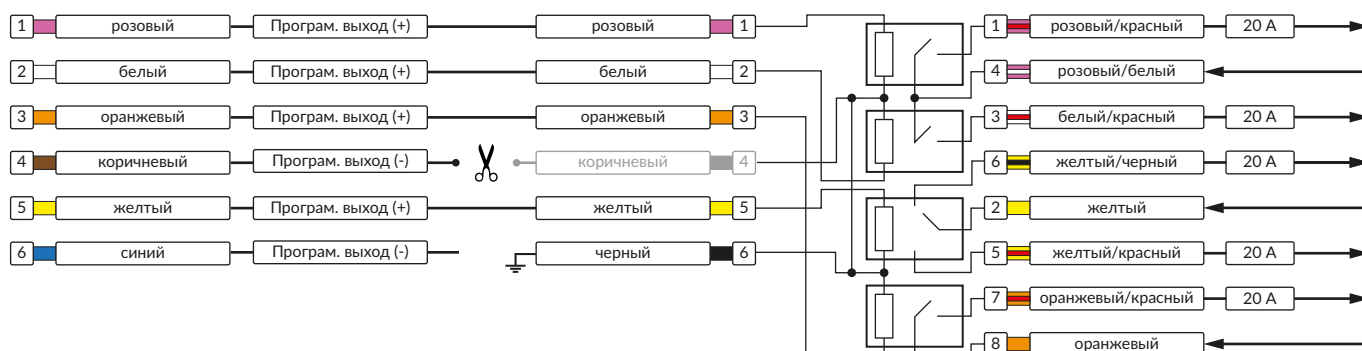 1 розовый Програм. выход (+) розовый 1 1 розовый/красный 20 A
2 белый Програм. выход (+) белый 2 4 розовый/белый
3 оранжевый Програм. выход (+) оранжевый 3 3 белый/красный 20 A
4 коричневый Програм. выход (-) коричневый 4 6 желтый/черный 20 A
5 желтый Програм. выход (+) желтый 5 2 желтый
6 синий Програм. выход (-) черный 6 5 желтый/красный 20 A
7 оранжевый/красный 20 A
8 оранжевый